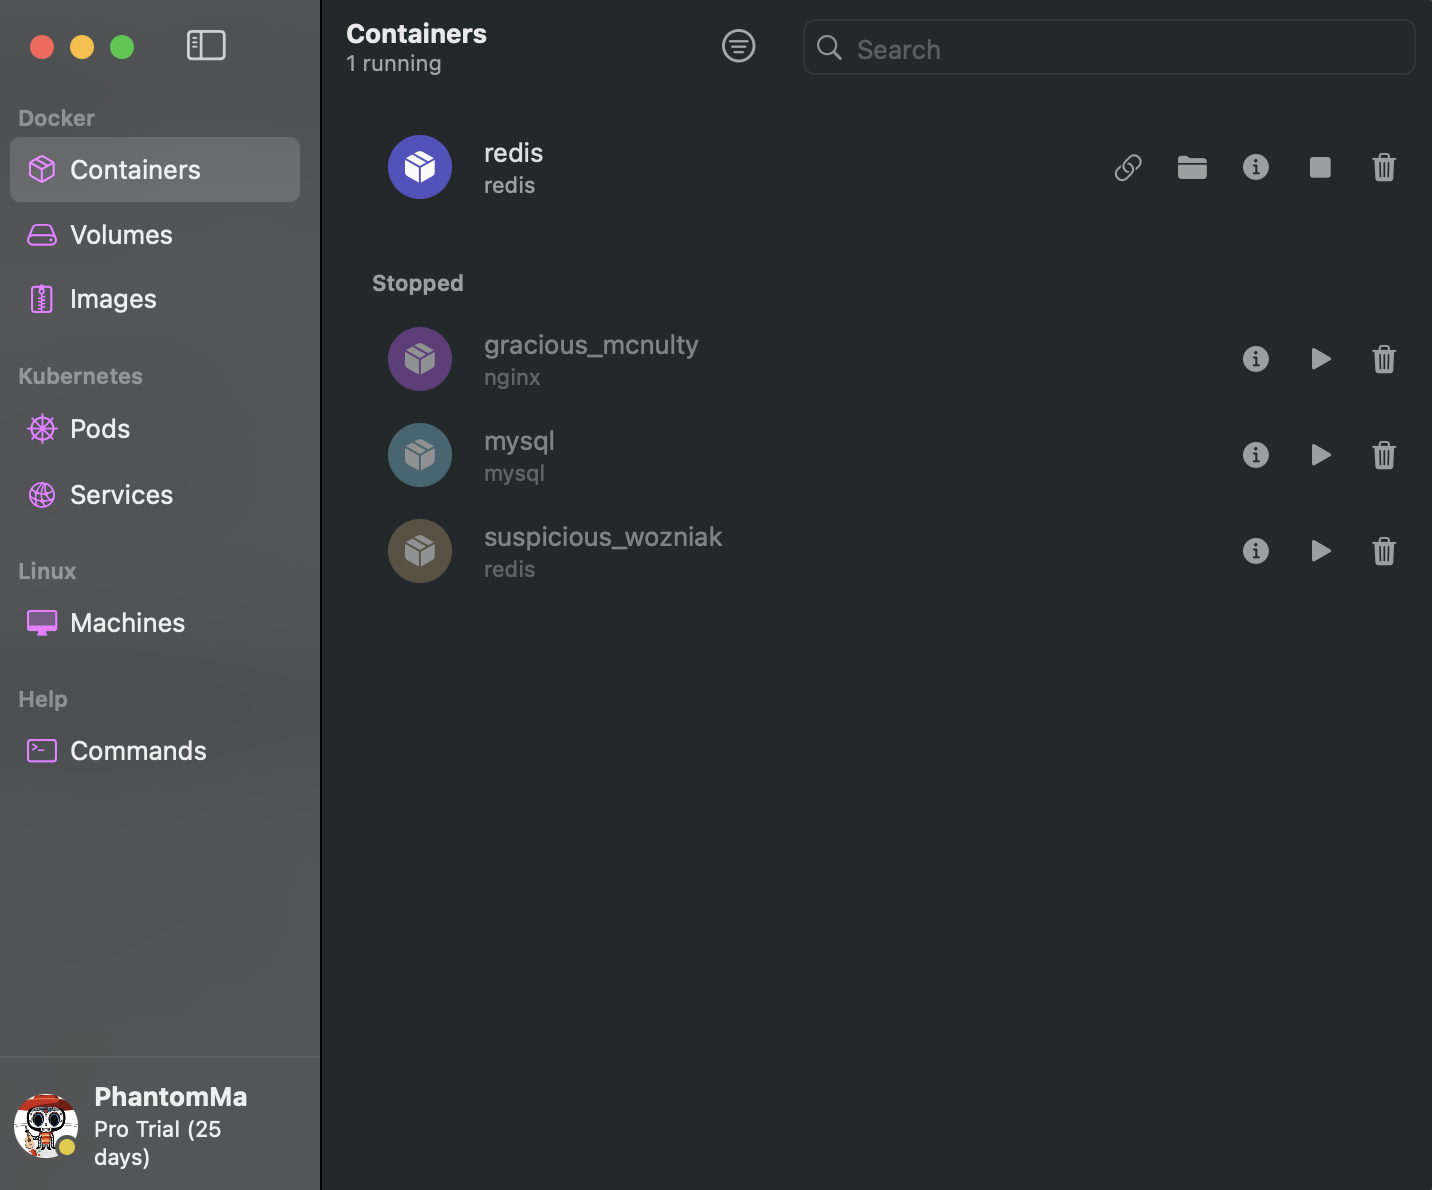 Docker
Containers
Volumes
Images
Kubernetes
Pods
Services
Linux
Machines
Help
Commands
PhantomMa
Pro Trial (25
days)
Containers
1 running
Search
redis
redis
Stopped
gracious_mcnulty
nginx
mysql
mysql
suspicious_wozniak
redis